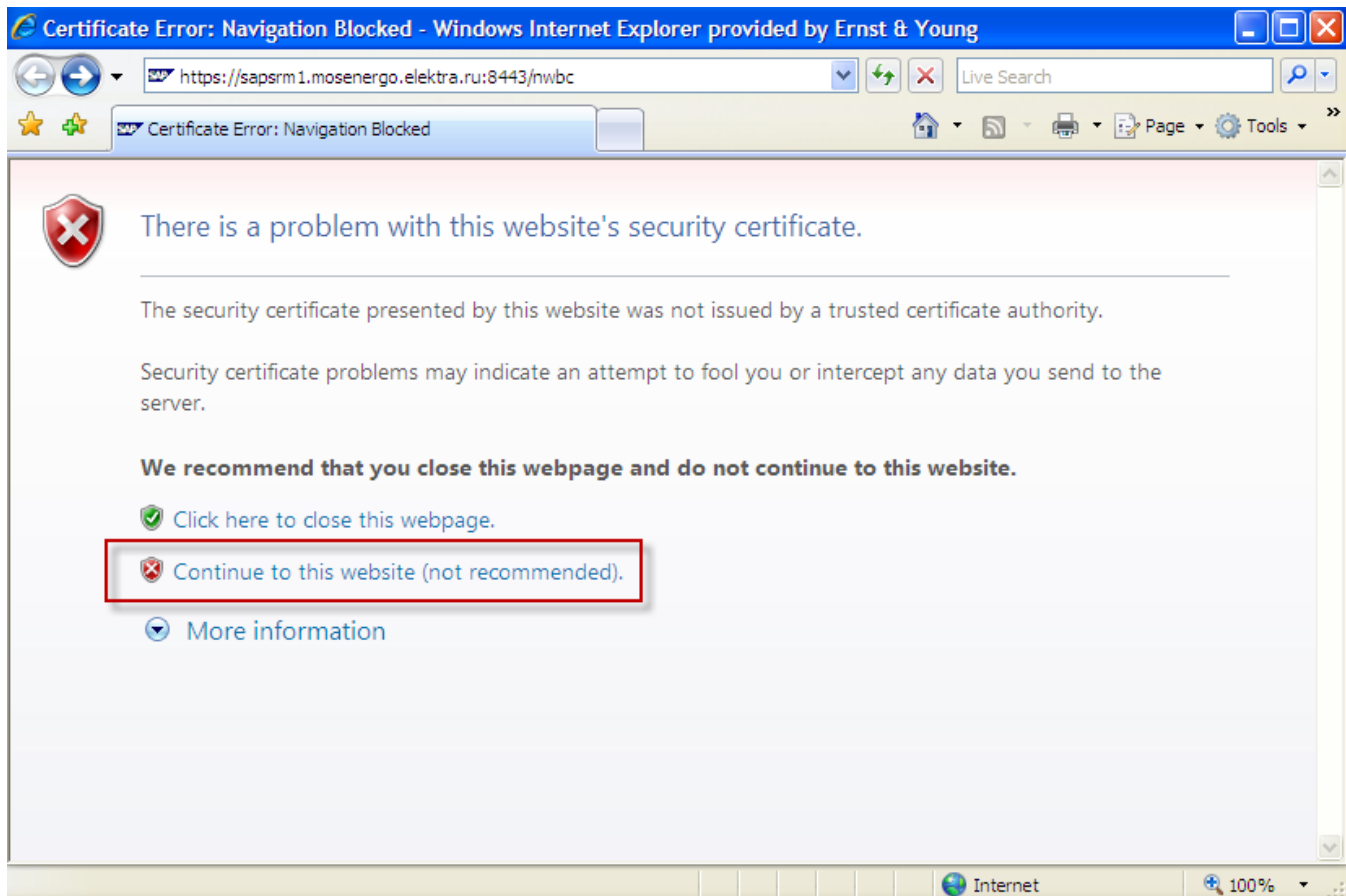 Certificate Error: Navigation Blocked - Windows Internet Explorer provided by Ernst & Young
SAP https://sapsrm1.mosenergo.elektra.ru:8443/nwbc Live Search
SAP Certificate Error: Navigation Blocked Page Tools »
There is a problem with this website's security certificate.
The security certificate presented by this website was not issued by a trusted certificate authority.
Security certificate problems may indicate an attempt to fool you or intercept any data you send to the
server.
We recommend that you close this webpage and do not continue to this website.
Click here to close this webpage.
Continue to this website (not recommended).
More information
Internet 100%